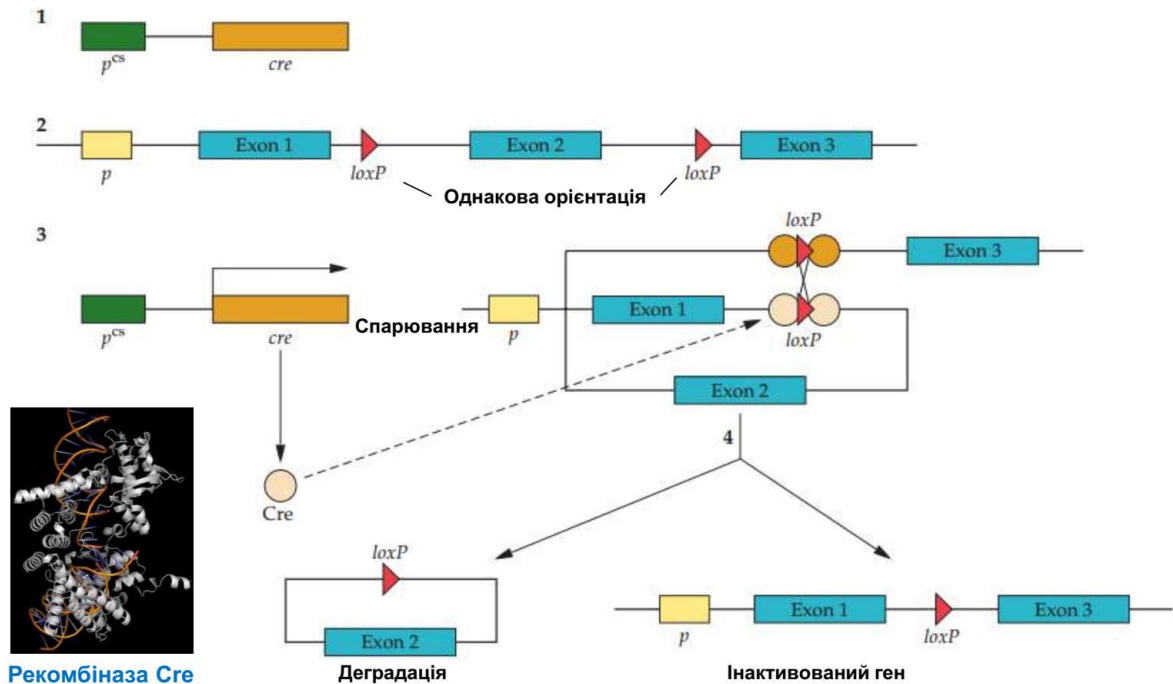 1
p^cs cre
2
Exon 1 Exon 2 Exon 3
p loxP loxP
Однакова орієнтація
3
loxP
Exon 3
Exon 1
Спарювання
p^cs cre p loxP
Exon 2
4
Cre
loxP
Exon 2
Exon 1 Exon 3
p loxP
Рекомбіназа Cre
Деградація
Інактивований ген